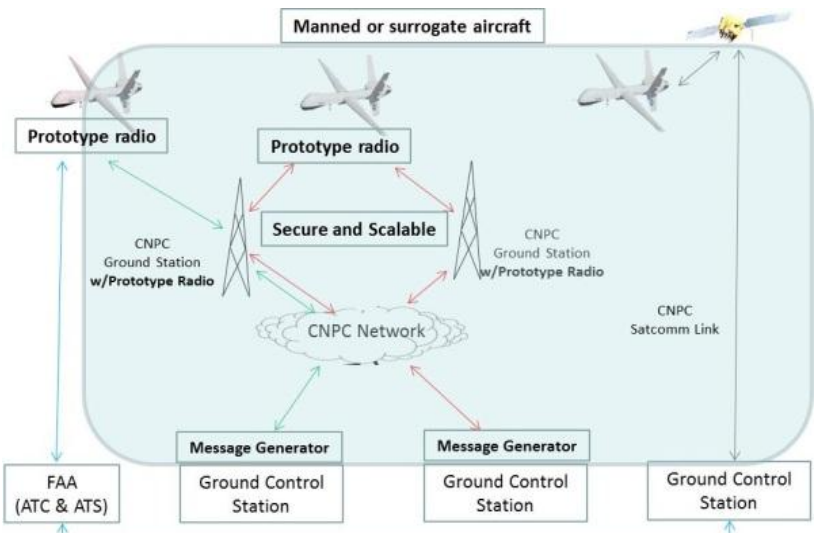 Manned or surrogate aircraft
Prototype radio
Prototype radio
Secure and Scalable
CNPC
Ground Station
w/Prototype Radio
CNPC
Ground Station
w/Prototype Radio
CNPC Network
CNPC
Satcomm Link
Message Generator
Message Generator
FAA
(ATC & ATS)
Ground Control
Station
Ground Control
Station
Ground Control
Station